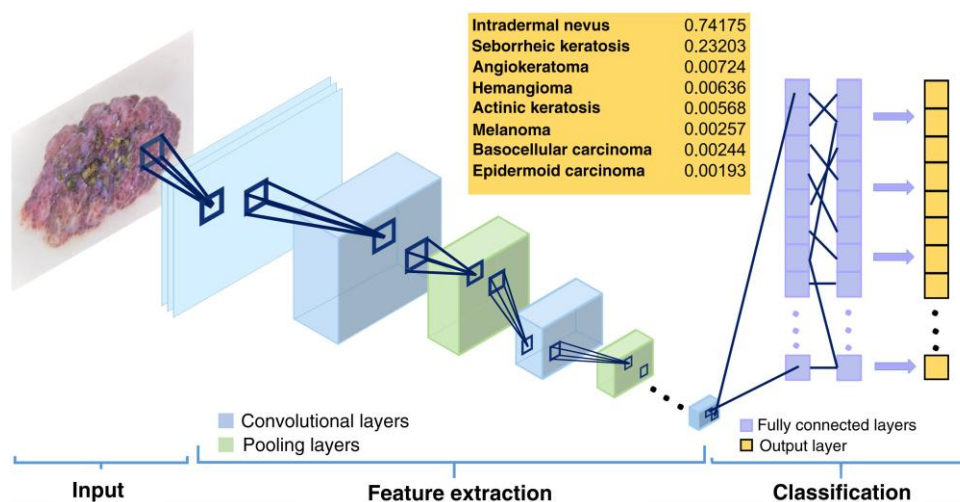 Intradermal nevus 0.74175
Seborrheic keratosis 0.23203
Angiokeratoma 0.00724
Hemangioma 0.00636
Actinic keratosis 0.00568
Melanoma 0.00257
Basocellular carcinoma 0.00244
Epidermoid carcinoma 0.00193
Convolutional layers
Pooling layers
Fully connected layers
Output layer
Input
Feature extraction
Classification